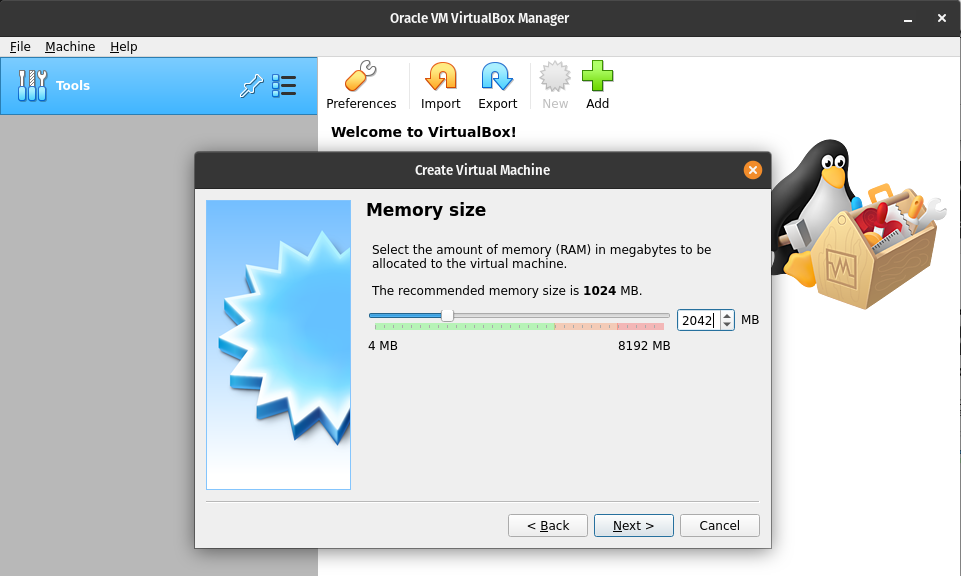 Oracle VM VirtualBox Manager
File Machine Help
Tools
Preferences Import Export New Add
Welcome to VirtualBox!
Create Virtual Machine
Memory size
Select the amount of memory (RAM) in megabytes to be
allocated to the virtual machine.
The recommended memory size is 1024 MB.
2042 MB
4 MB 8192 MB
< Back Next > Cancel